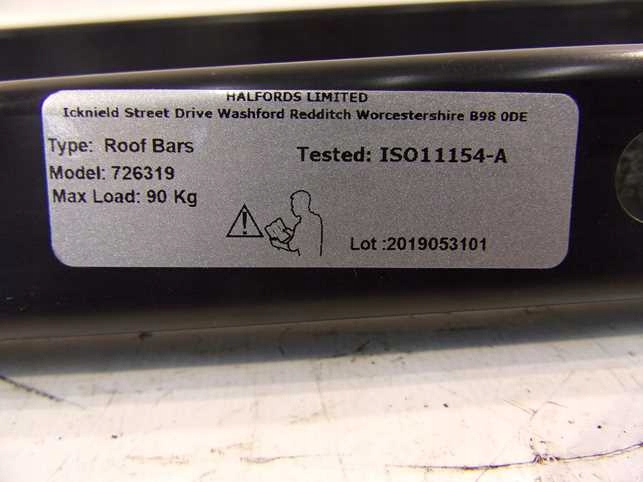 HALFORDS LIMITED
Icknield Street Drive Washford Redditch Worcestershire B98 0DE
Type: Roof Bars
Tested: ISO11154-A
Model: 726319
Max Load: 90 Kg
Lot :2019053101